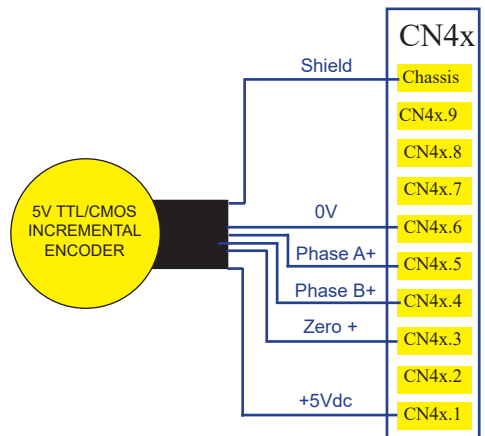 CN4x
Shield
Chassis
CN4x.9
CN4x.8
CN4x.7
5V TTL/CMOS
INCREMENTAL
ENCODER
0V
CN4x.6
Phase A+
CN4x.5
Phase B+
CN4x.4
Zero +
CN4x.3
CN4x.2
+5Vdc
CN4x.1